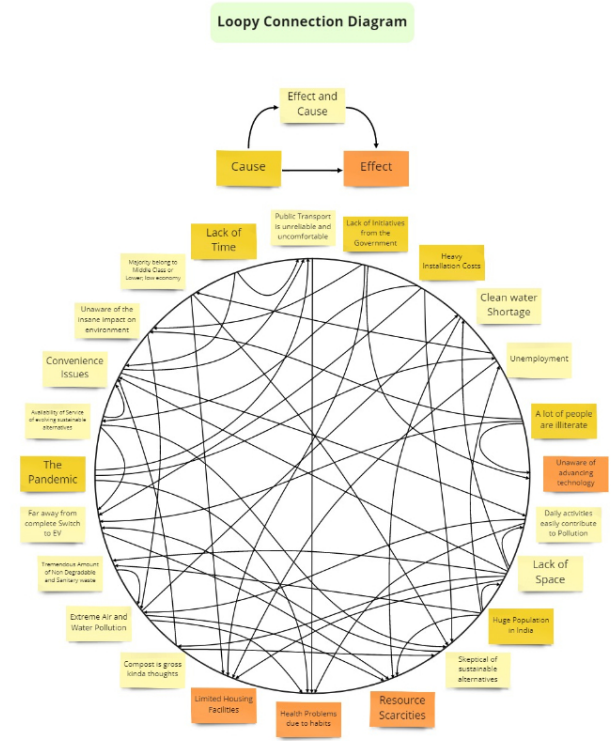 Loopy Connection Diagram
Effect and
Cause
Cause
Effect
Public Transport
is unreliable and
uncomfortable
Lack of Initiatives
from the
Government
Heavy
Installation Costs
Clean water
Shortage
Unemployment
A lot of people
are illiterate
Unaware of
advancing
technology
Daily activities
easily contribute
to Pollution
Lack of
Space
Huge Population
in India
Skeptical of
sustainable
alternatives
Resource
Scarcities
Health Problems
due to habits
Limited Housing
Facilities
Compost is gross
kinda thoughts
Extreme Air and
Water Pollution
Tremendous Amount
of Non Degradable
and Sanitary waste
Far away from
complete Switch
to EV
The
Pandemic
Availability of Service
of evolving sustainable
alternatives
Convenience
Issues
Unaware of the
insane impact on
environment
Majority belong to
Middle Class or
Lower, low economy
Lack of
Time